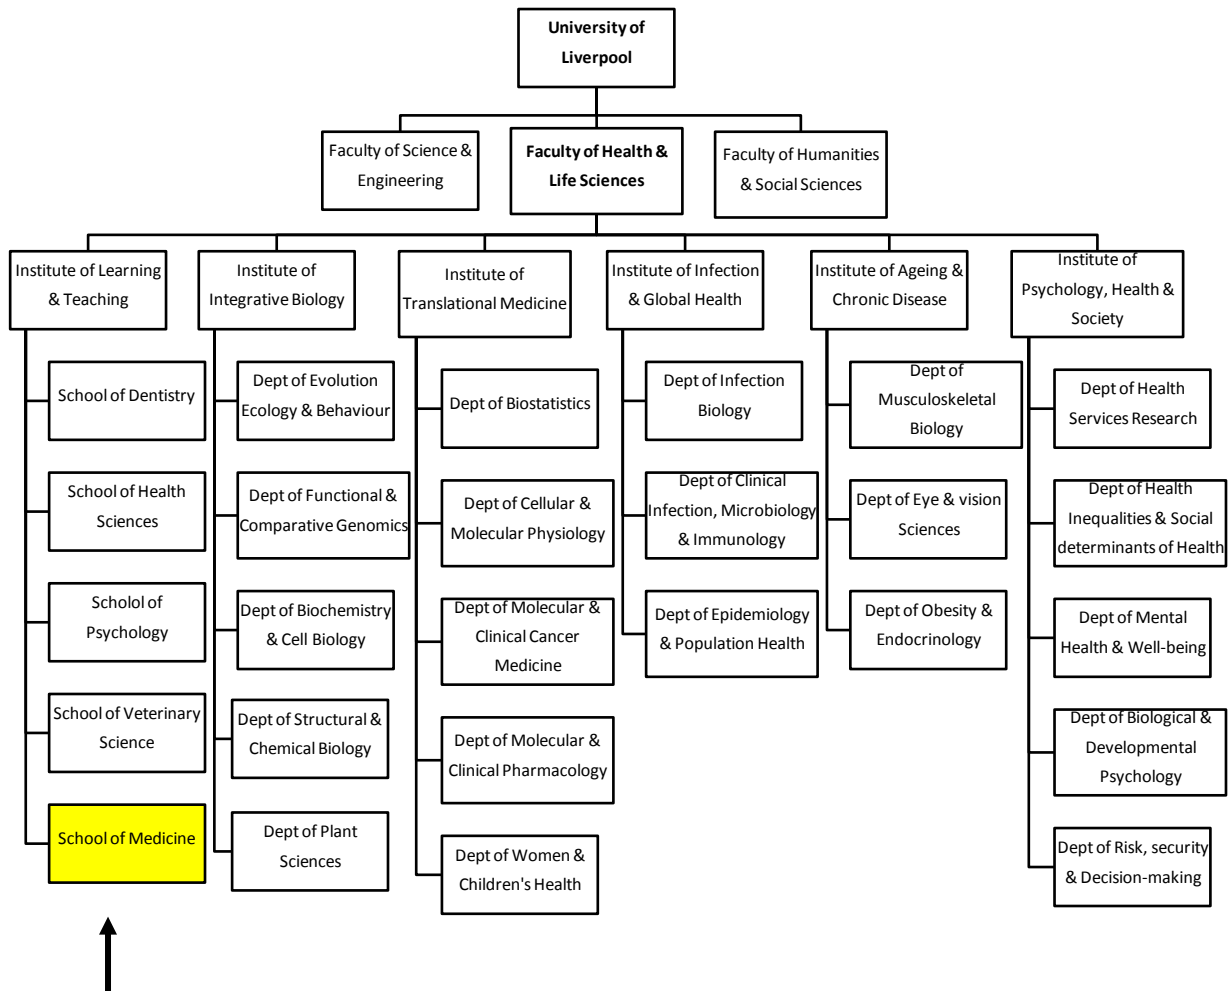 University of
Liverpool
Faculty of Science &
Engineering
Faculty of Health &
Life Sciences
Faculty of Humanities
& Social Sciences
Institute of Learning
& Teaching
Institute of
Integrative Biology
Institute of
Translational Medicine
Institute of Infection
& Global Health
Institute of Ageing &
Chronic Disease
Institute of
Psychology, Health &
Society
School of Dentistry
School of Health
Sciences
Scholol of
Psychology
School of Veterinary
Science
School of Medicine
Dept of Evolution
Ecology & Behaviour
Dept of Functional &
Comparative Genomics
Dept of Biochemistry
& Cell Biology
Dept of Structural &
Chemical Biology
Dept of Plant
Sciences
Dept of Biostatistics
Dept of Cellular &
Molecular Physiology
Dept of Molecular &
Clinical Cancer
Medicine
Dept of Molecular &
Clinical Pharmacology
Dept of Women &
Children's Health
Dept of Infection
Biology
Dept of Clinical
Infection, Microbiology
& Immunology
Dept of Epidemiology
& Population Health
Dept of
Musculoskeletal
Biology
Dept of Eye & vision
Sciences
Dept of Obesity &
Endocrinology
Dept of Health
Services Research
Dept of Health
Inequalities & Social
determinants of Health
Dept of Mental
Health & Well-being
Dept of Biological &
Developmental
Psychology
Dept of Risk, security
& Decision-making